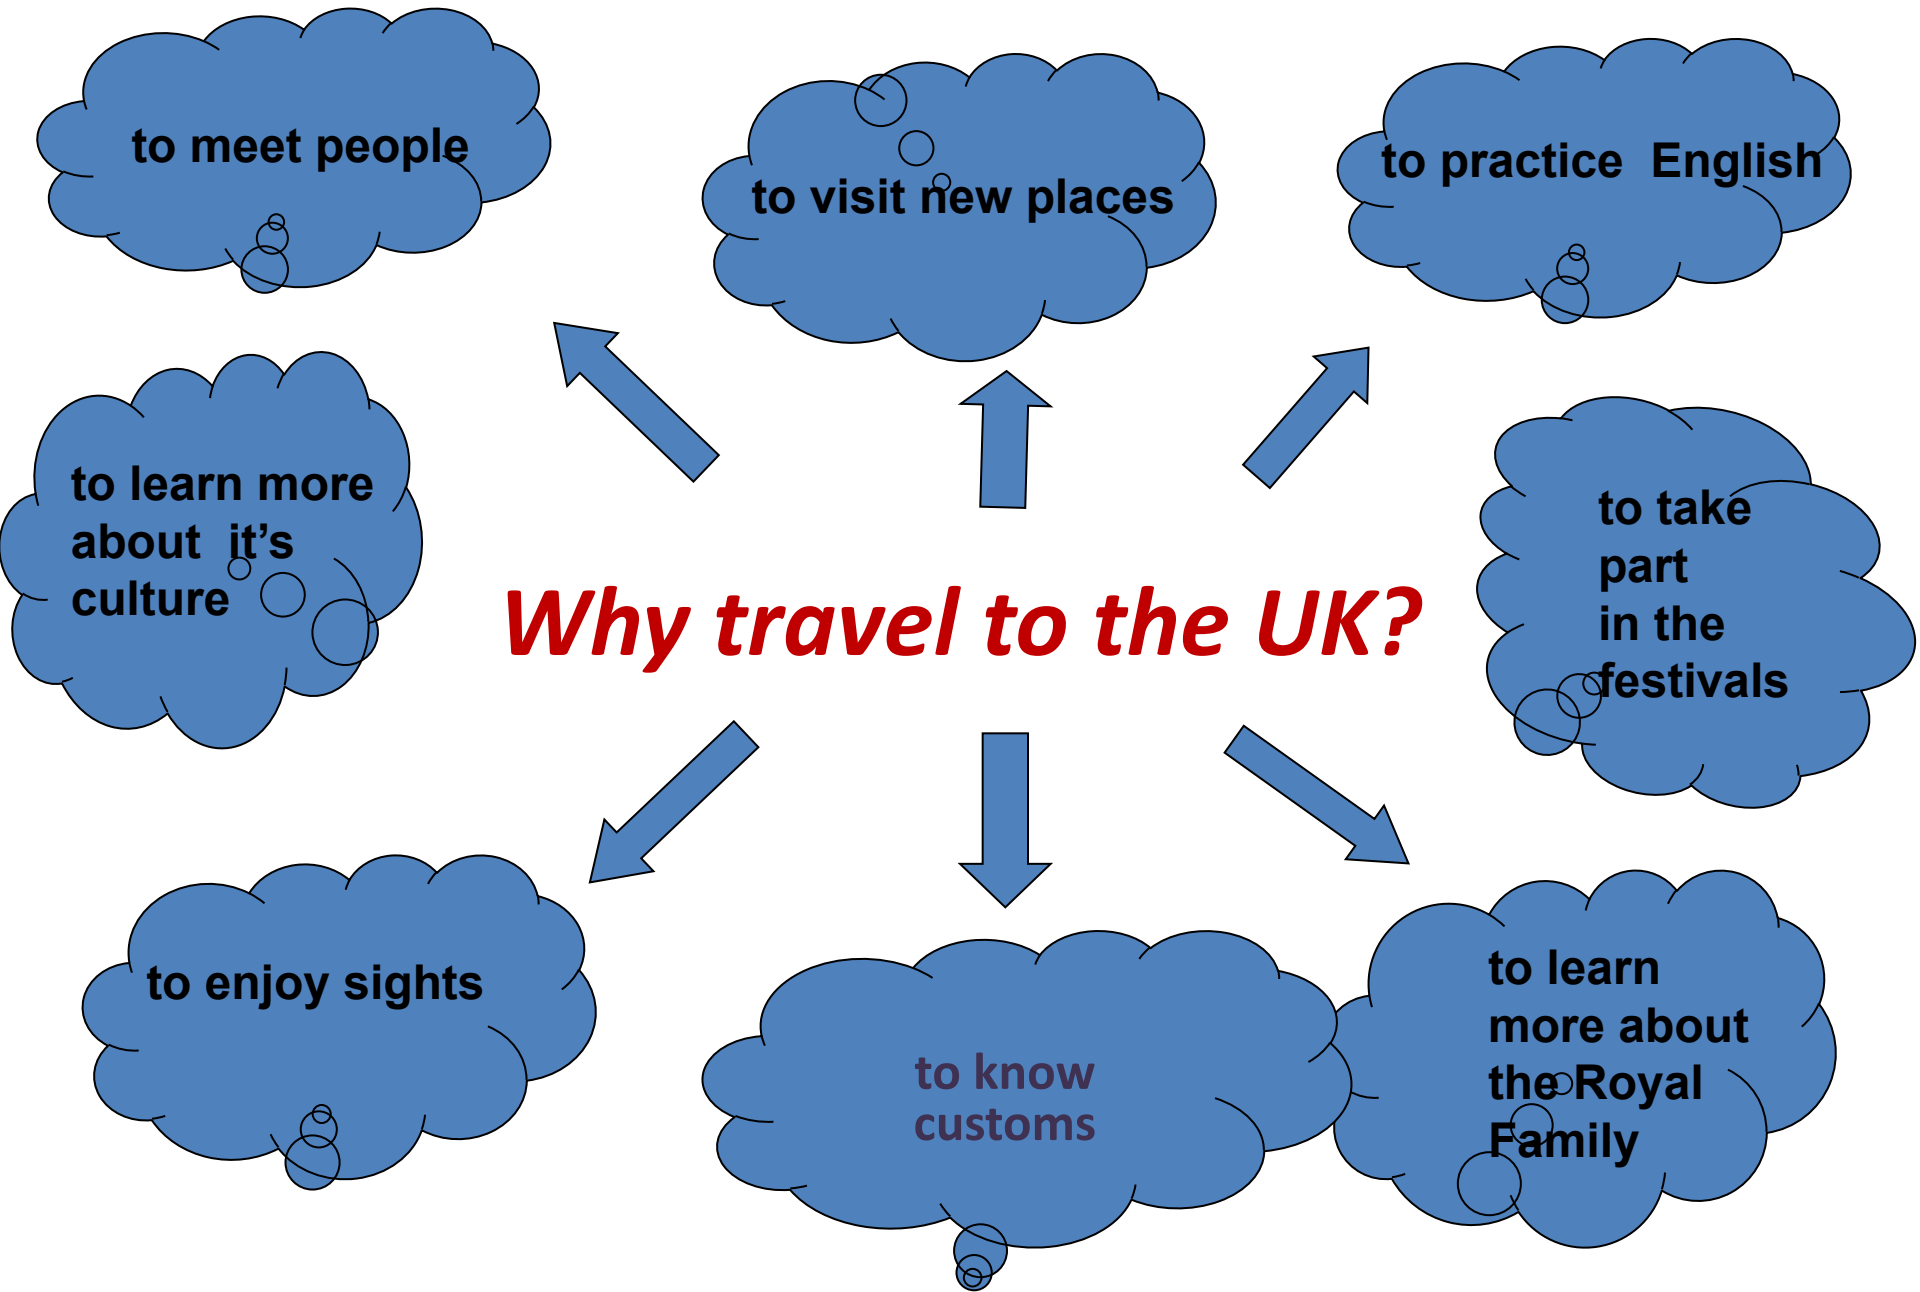 to meet people
to visit new places
to practice  English
to learn more
about  it’s
culture
Why travel to the UK?
to take
part
in the
festivals
to enjoy sights
to know
customs
to learn
more about
the Royal
Family